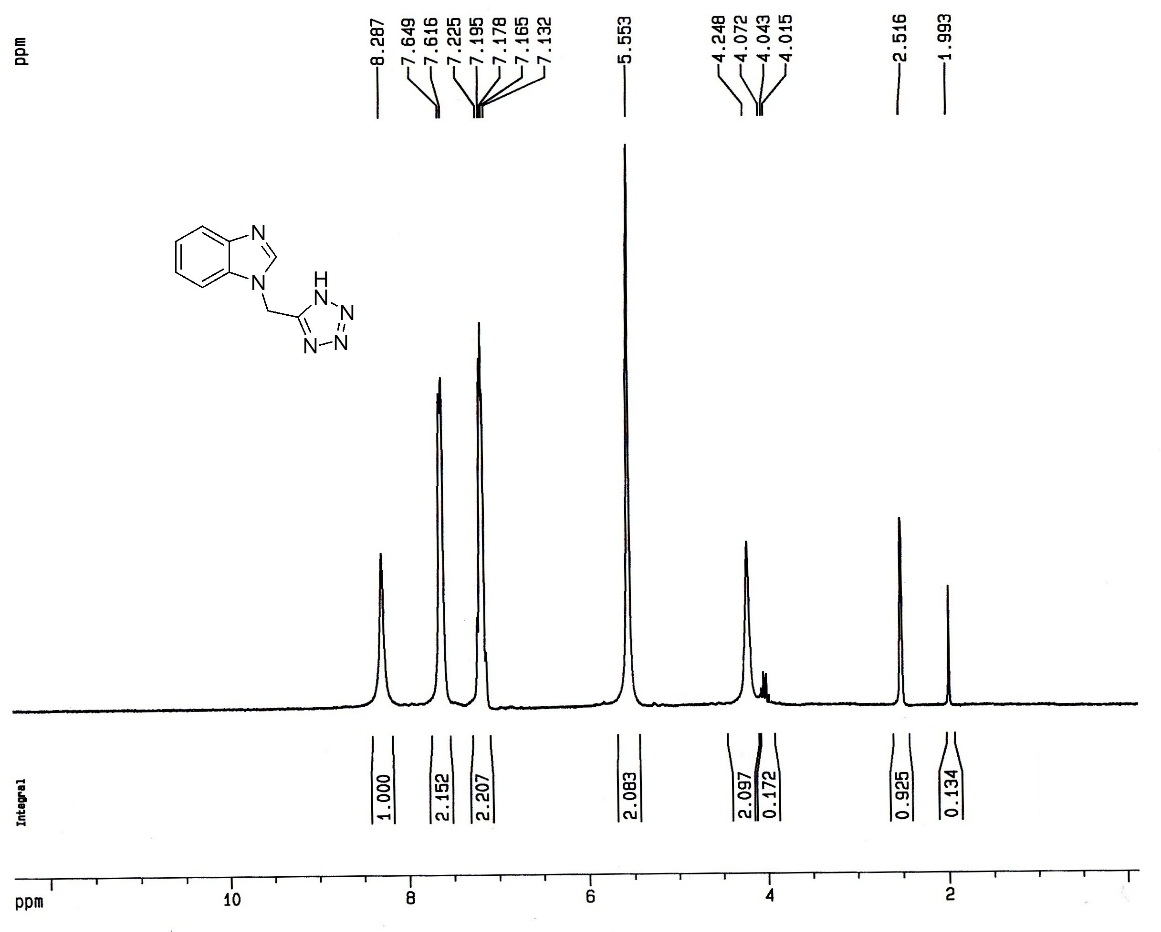 ppm
8.287
7.649
7.616
7.225
7.195
7.178
7.165
7.132
5.553
4.248
4.072
4.043
4.015
2.516
1.993
N
N
H
N
N
N
N
Integral
1.000
2.152
2.207
2.083
2.097
0.172
0.925
0.134
ppm 10 8 6 4 2